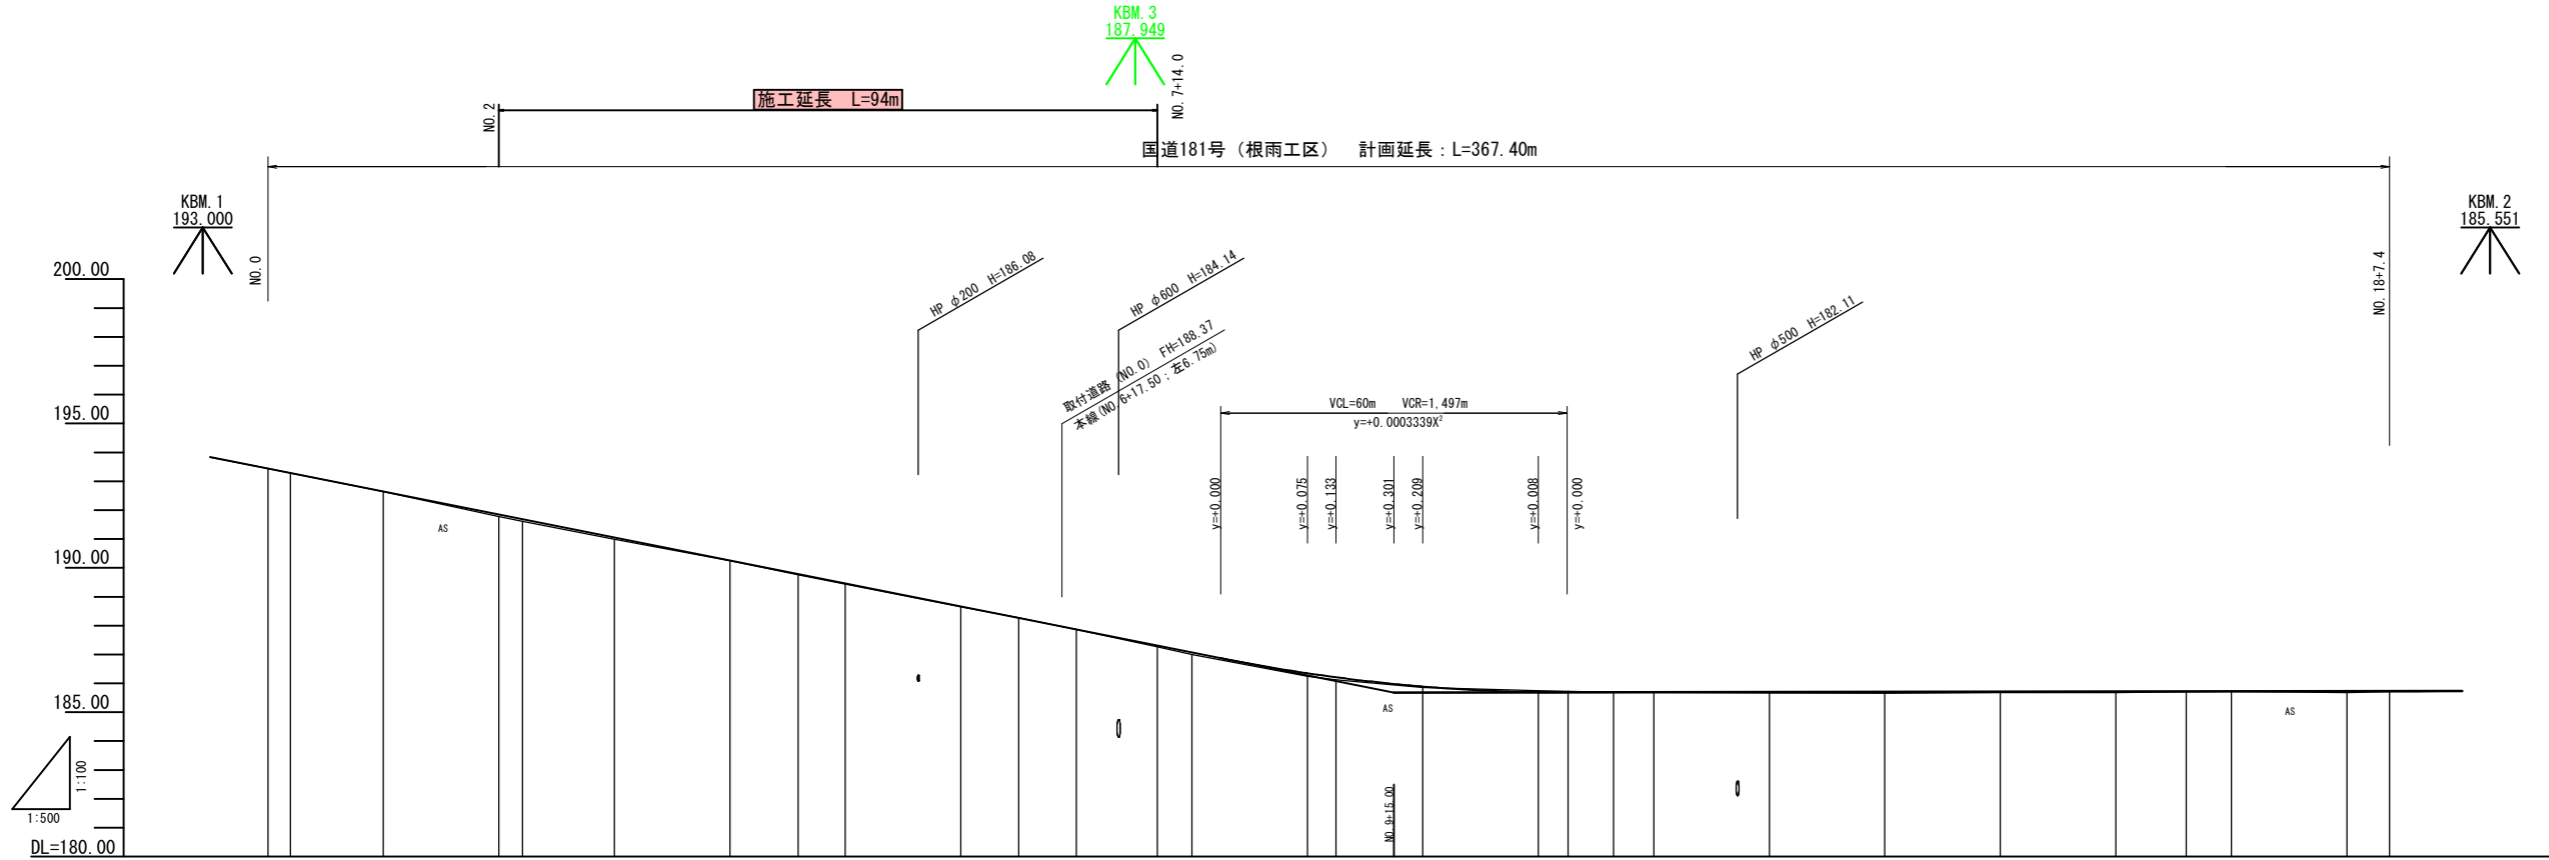 KBM.3
187.949
NO.7+14.0
施工延長 L=94m
NO.2
国道181号(根雨工区) 計画延長:L=367.40m
KBM.1
193.000
KBM.2
185.551
NO.0
NO.18+7.4
HP φ200 H=186.08
HP φ600 H=184.14
HP φ500 H=182.11
取付道路 (NO.0) FH=188.37
本線(NO.6+17.50:左6.75m)
VCL=60m VCR=1,497m
y=+0.0003339X²
y=+0.000
y=+0.075
y=+0.133
y=+0.301
y=+0.209
y=+0.008
y=+0.000
200.00
195.00
190.00
185.00
DL=180.00
AS
AS
AS
NO.9+15.00
1:100
1:500